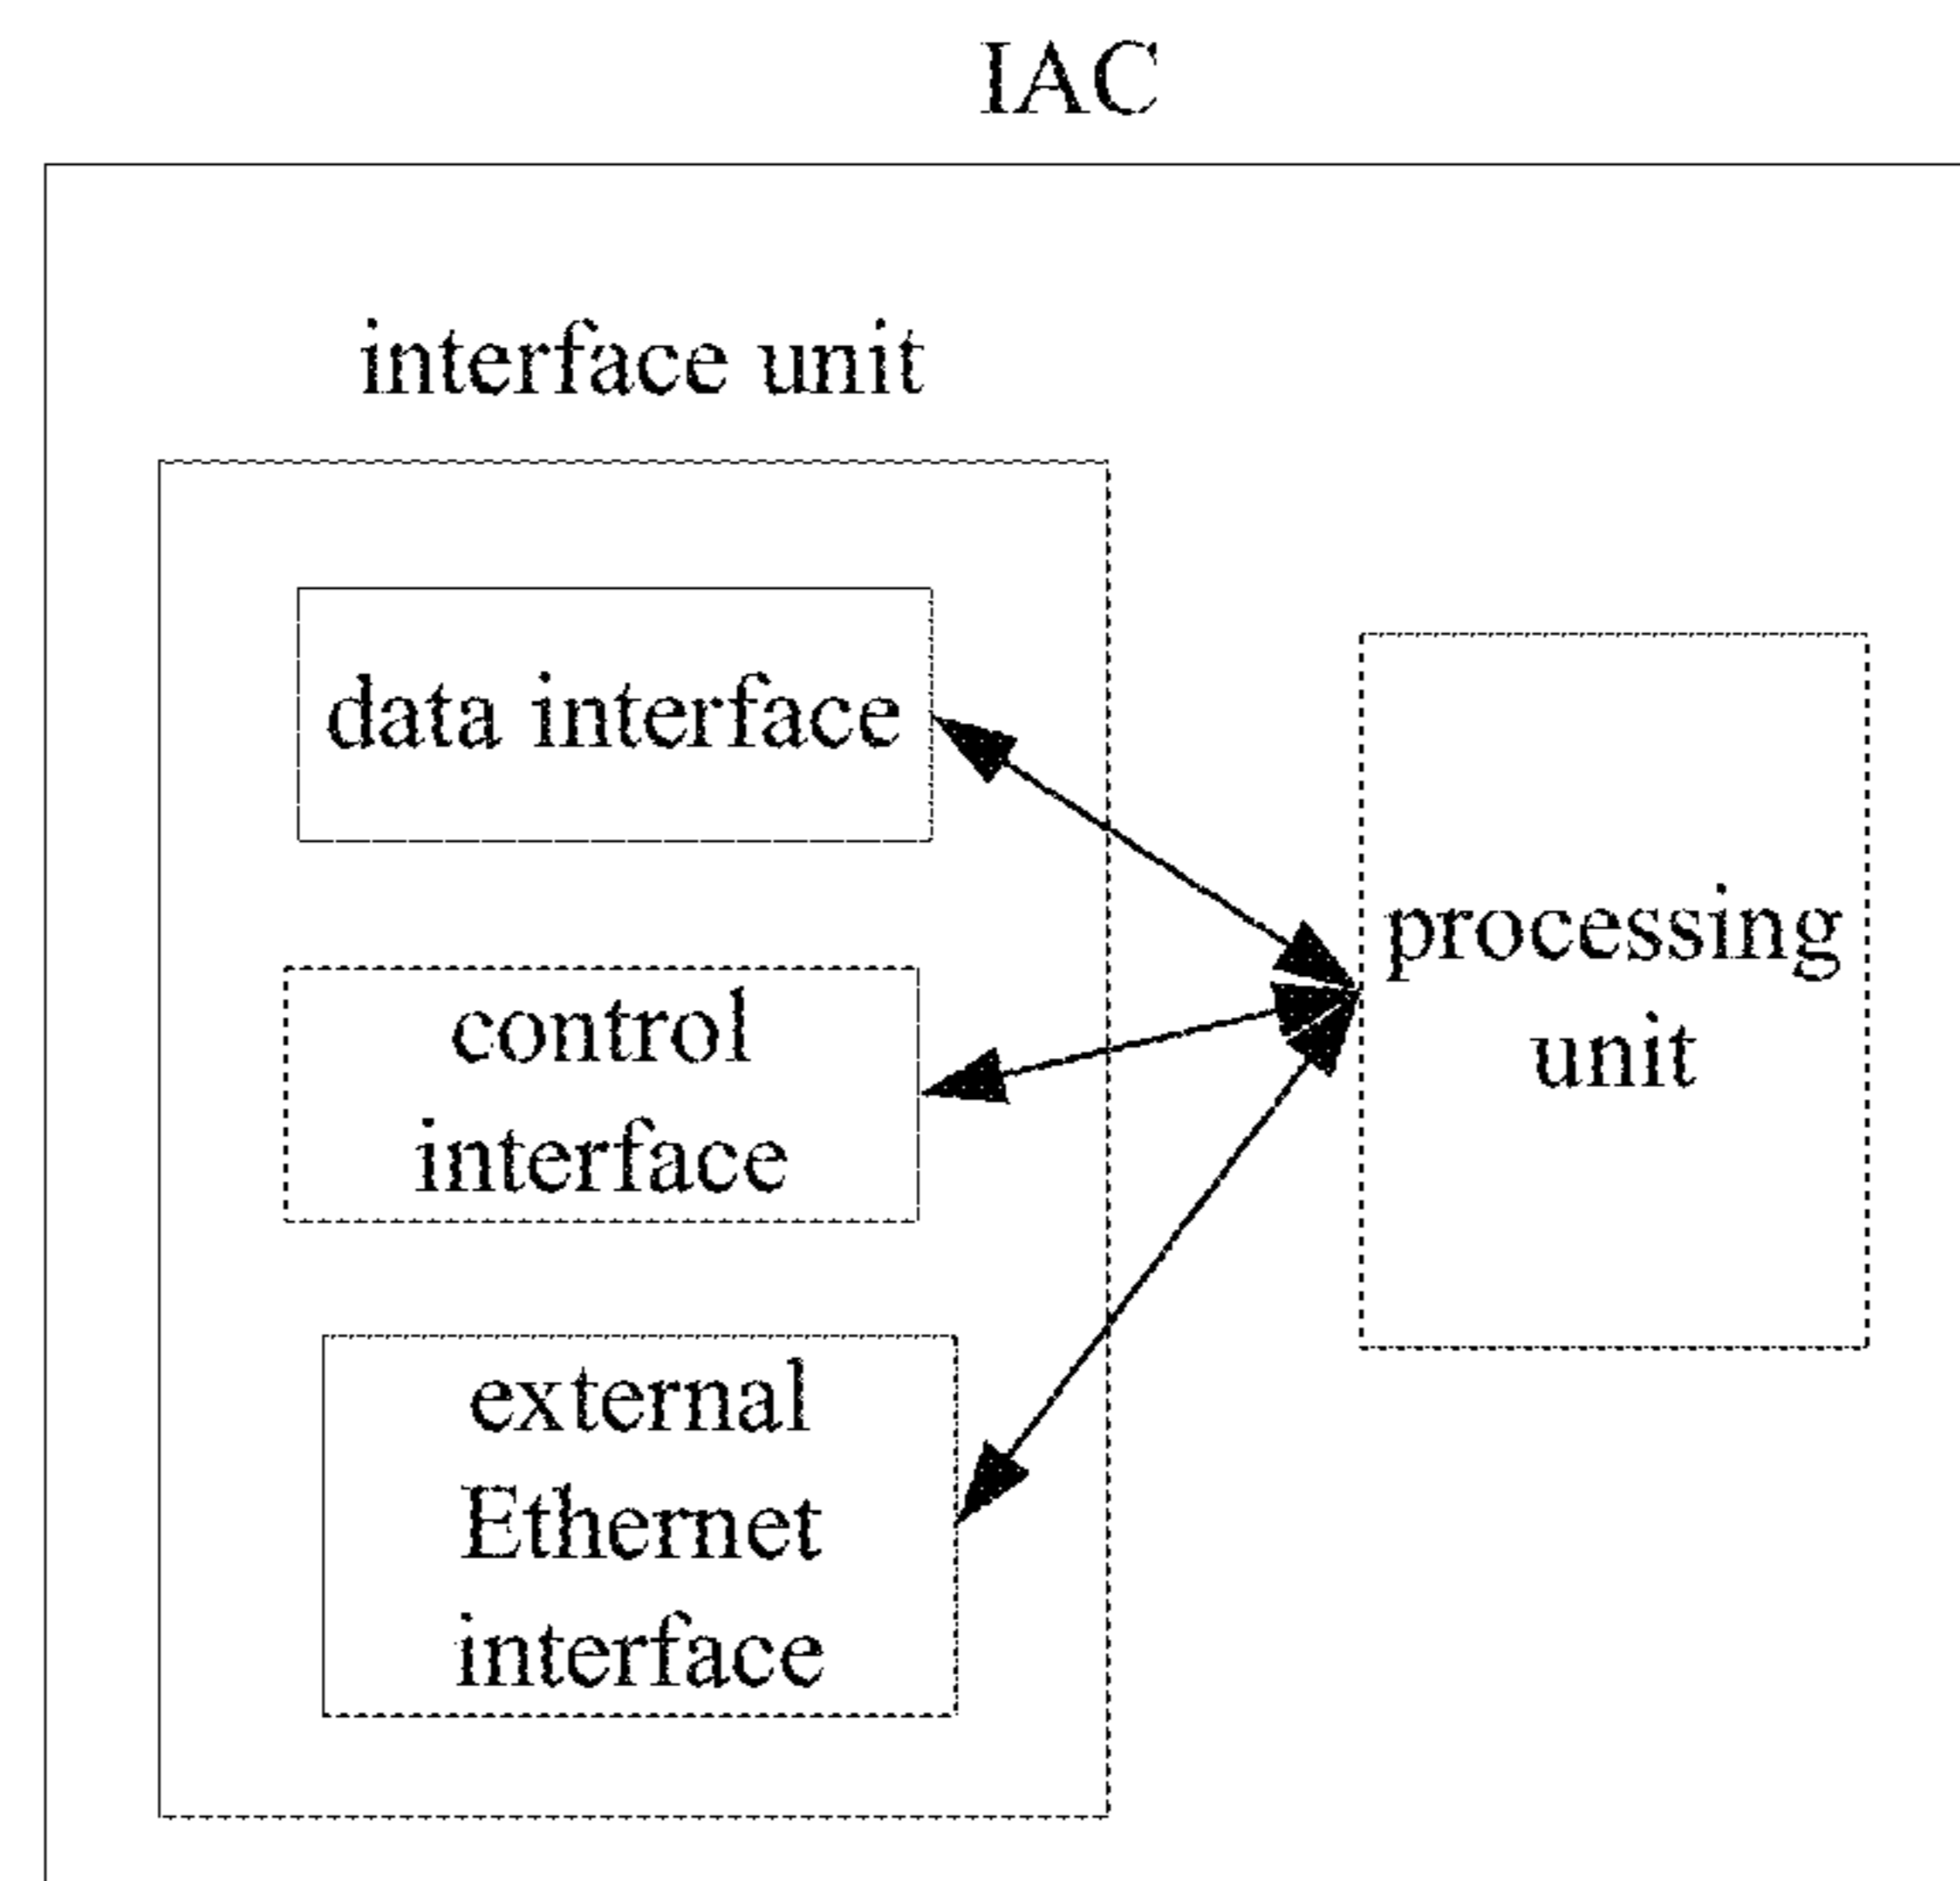 IAC
interface unit
data interface
control
interface
external
Ethernet
interface
processing
unit